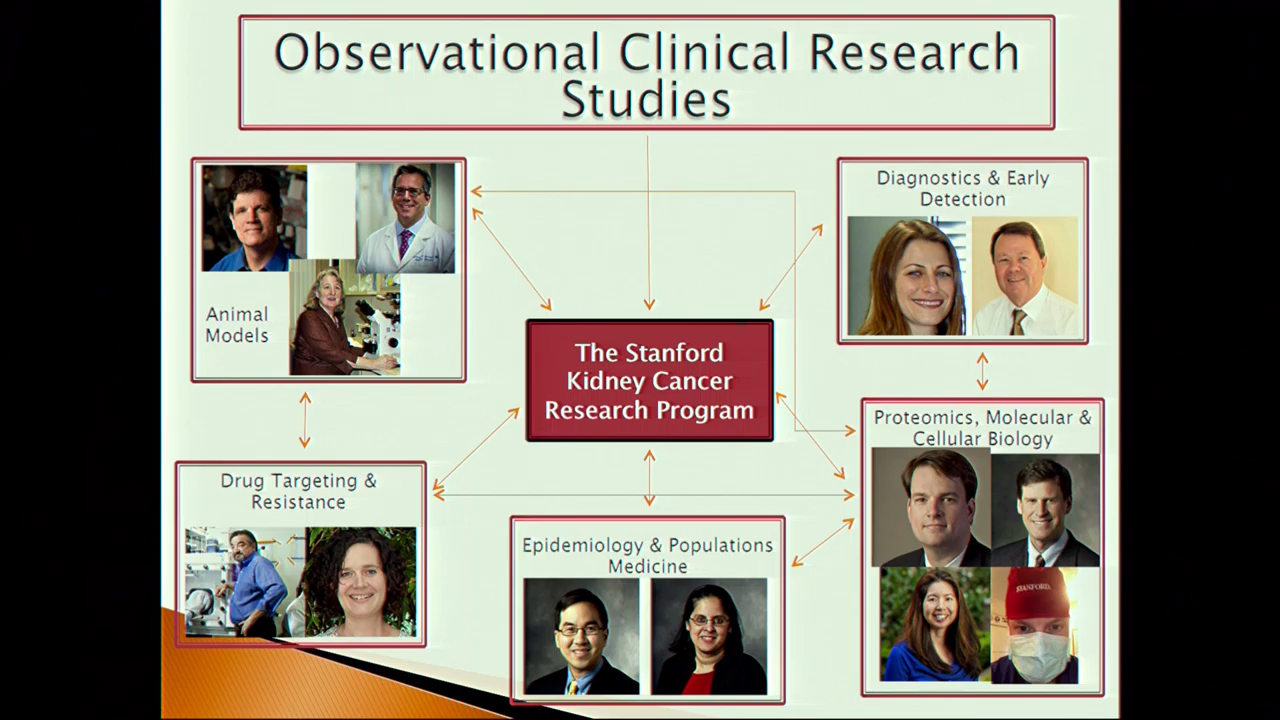 Observational Clinical Research
Studies
Animal
Models
Diagnostics & Early
Detection
The Stanford
Kidney Cancer
Research Program
Proteomics, Molecular &
Cellular Biology
STANFORD
Drug Targeting &
Resistance
Epidemiology & Populations
Medicine